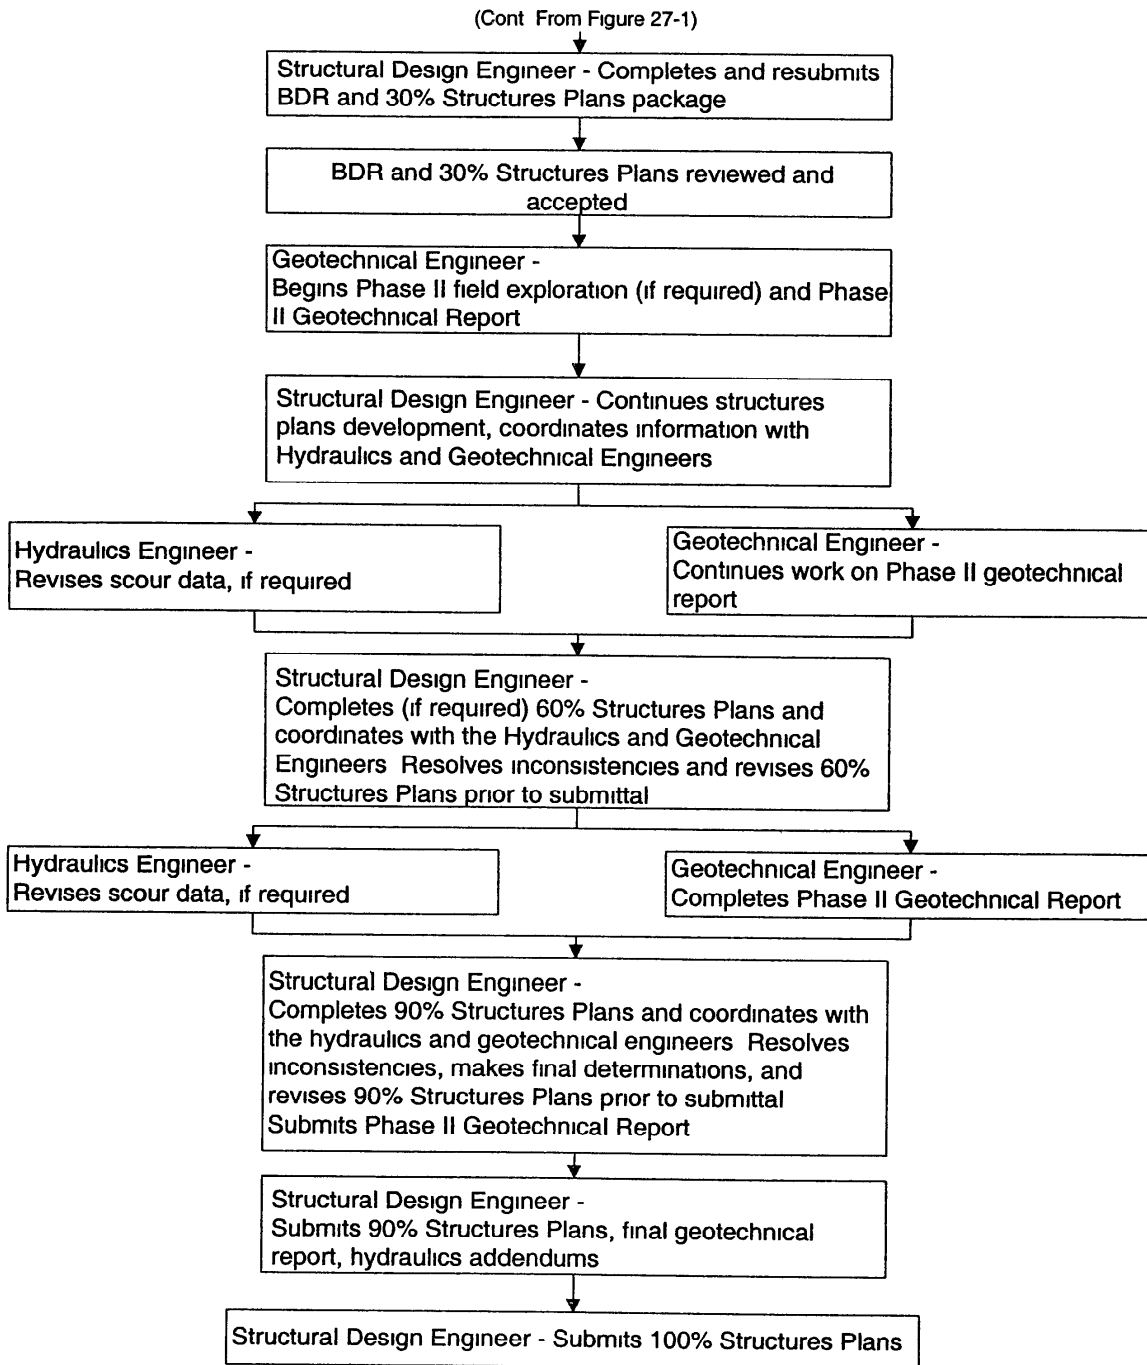 (Cont From Figure 27-1)
Structural Design Engineer - Completes and resubmits
BDR and 30% Structures Plans package
BDR and 30% Structures Plans reviewed and
accepted
Geotechnical Engineer -
Begins Phase II field exploration (if required) and Phase
II Geotechnical Report
Structural Design Engineer - Continues structures
plans development, coordinates information with
Hydraulics and Geotechnical Engineers
Hydraulics Engineer -
Revises scour data, if required
Geotechnical Engineer -
Continues work on Phase II geotechnical
report
Structural Design Engineer -
Completes (if required) 60% Structures Plans and
coordinates with the Hydraulics and Geotechnical
Engineers Resolves inconsistencies and revises 60%
Structures Plans prior to submittal
Hydraulics Engineer -
Revises scour data, if required
Geotechnical Engineer -
Completes Phase II Geotechnical Report
Structural Design Engineer -
Completes 90% Structures Plans and coordinates with
the hydraulics and geotechnical engineers Resolves
inconsistencies, makes final determinations, and
revises 90% Structures Plans prior to submittal
Submits Phase II Geotechnical Report
Structural Design Engineer -
Submits 90% Structures Plans, final geotechnical
report, hydraulics addendums
Structural Design Engineer - Submits 100% Structures Plans